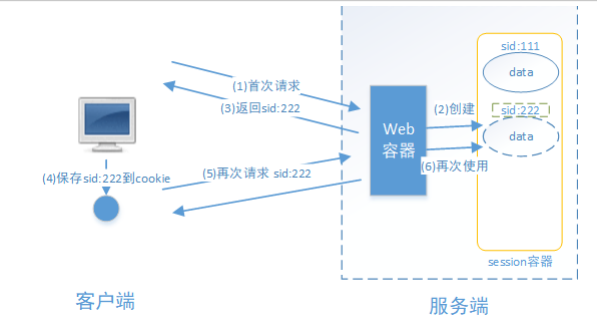 sid:111
data
(1)首次请求
(3)返回sid:222
(2)创建
sid:222
Web
容器
data
(4)保存sid:222到cookie
(5)再次请求 sid:222
(6)再次使用
session容器
客户端
服务端